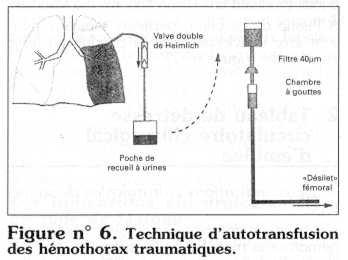 Valve double
de Heimlich
Filtre 40µm
Chambre
à gouttes
Poche de
recueil à urines
«Désilet»
fémoral
Figure n° 6. Technique d'autotransfusion
des hémothorax traumatiques.